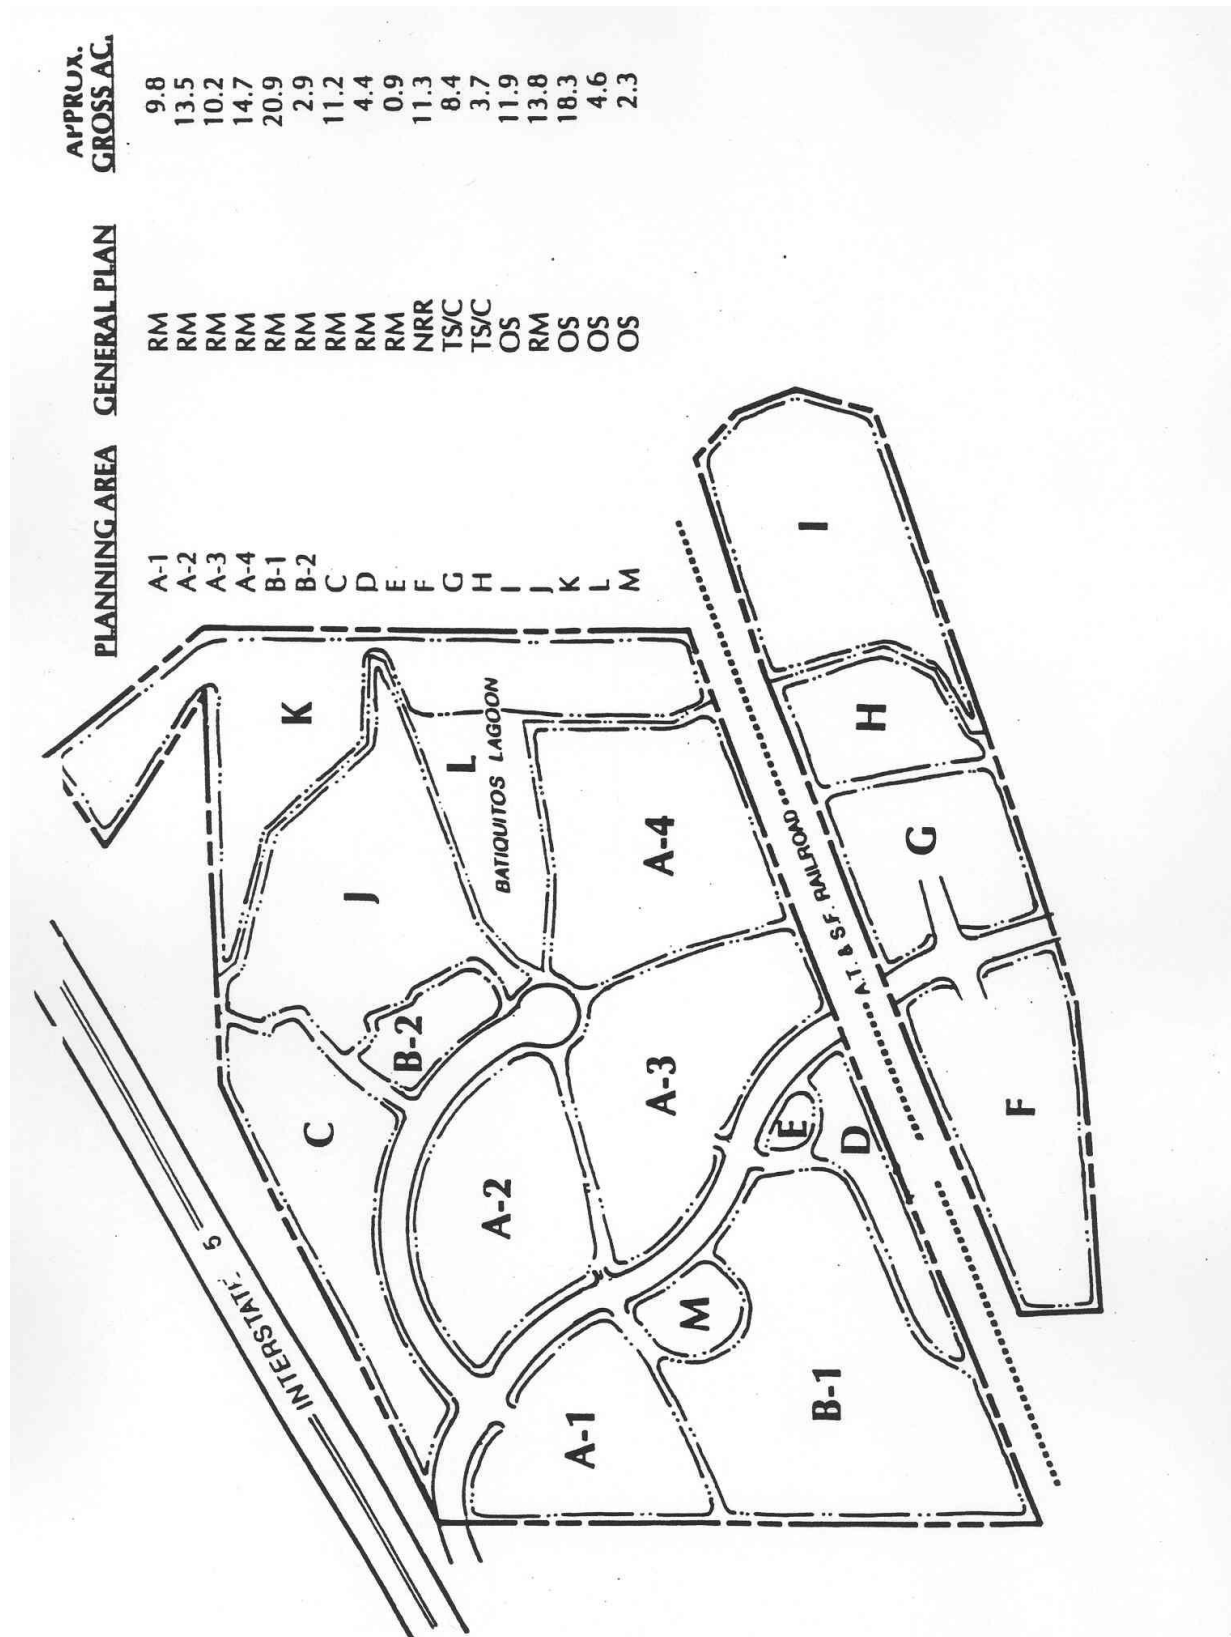 APPROX.
PLANNING AREA GENERAL PLAN GROSS AC.
A-1 RM 9.8
A-2 RM 13.5
A-3 RM 10.2
A-4 RM 14.7
B-1 RM 20.9
B-2 RM 2.9
C RM 11.2
D RM 4.4
E RM 0.9
F NRR 11.3
G TS/C 8.4
H TS/C 3.7
I OS 11.9
J RM 13.8
K OS 18.3
L OS 4.6
M OS 2.3
INTERSTATE 5
C
K
J
B-2
L
BATIQUITOS LAGOON
A-2
A-1
A-3
A-4
M
E
D
B-1
A.T. & S.F. RAILROAD
I
H
G
F